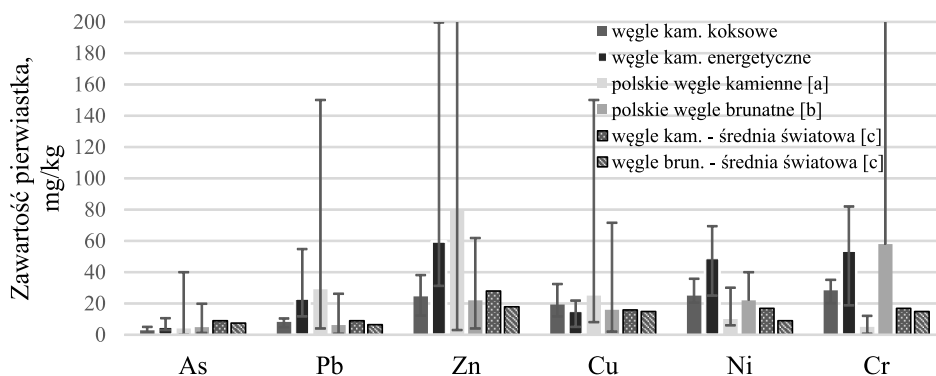 Zawartość pierwiastka,
mg/kg
200
180
160
140
120
100
80
60
40
20
0
węgle kam. koksowe
węgle kam. energetyczne
polskie węgle kamienne [a]
polskie węgle brunatne [b]
węgle kam. - średnia światowa [c]
węgle brun. - średnia światowa [c]
As Pb Zn Cu Ni Cr